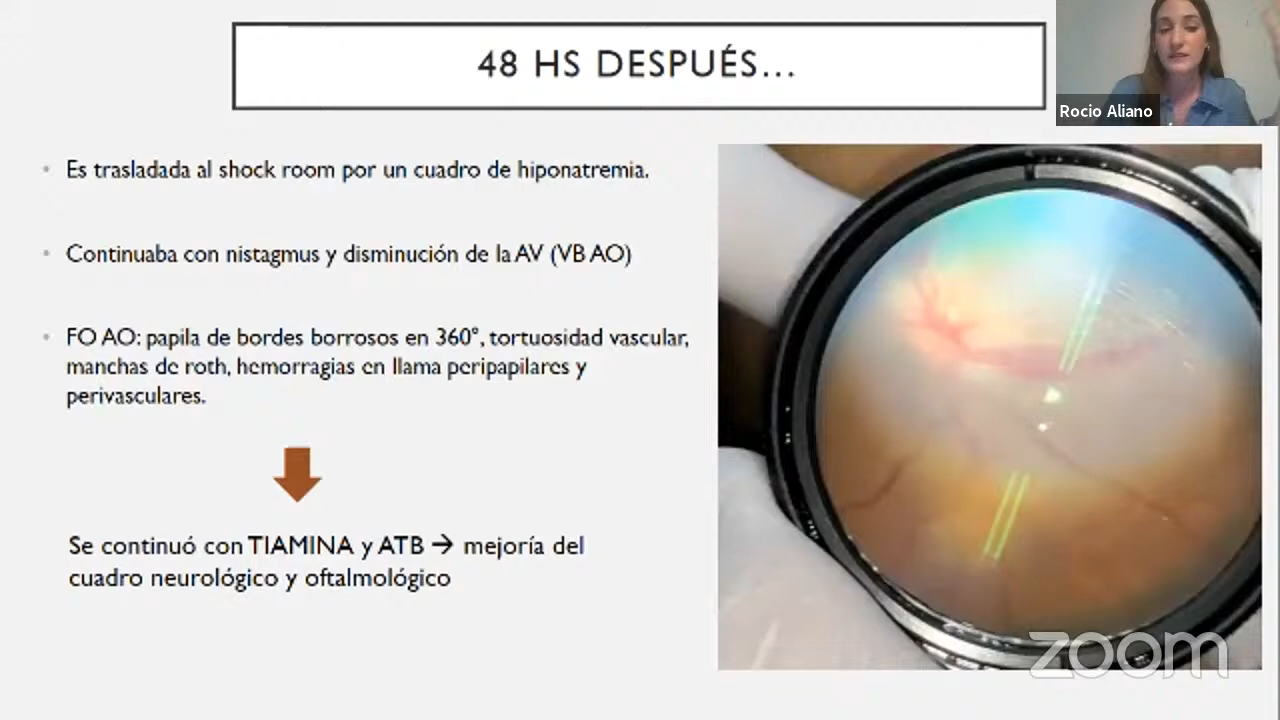 48 HS DESPUÉS...
Rocio Aliano
• Es trasladada al shock room por un cuadro de hiponatremia.
• Continuaba con nistagmus y disminución de la AV (VB AO)
• FO AO: papila de bordes borrosos en 360°, tortuosidad vascular,
manchas de roth, hemorragias en llama peripapilares y
perivasculares.
Se continuó con TIAMINA y ATB → mejoría del
cuadro neurológico y oftalmológico
zoom